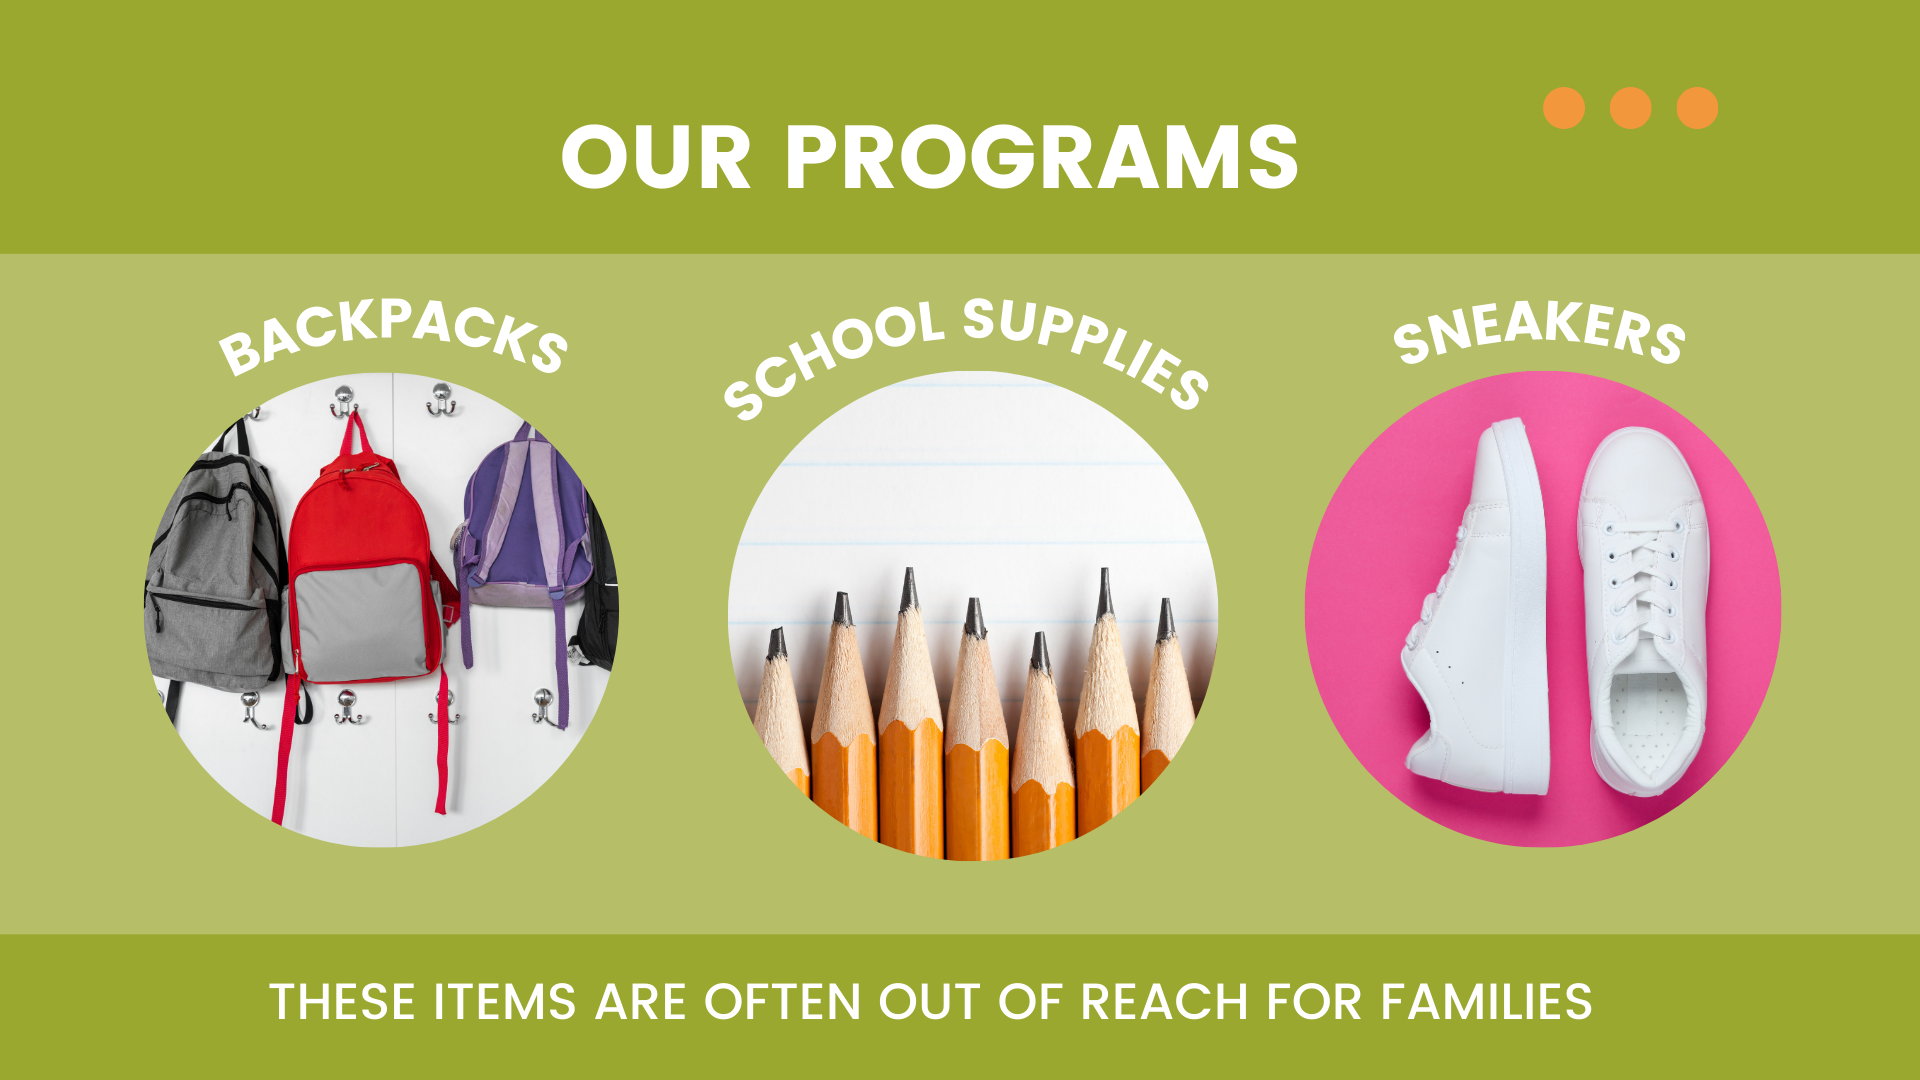 OUR PROGRAMS
BACKPACKS
SCHOOL SUPPLIES
SNEAKERS
THESE ITEMS ARE OFTEN OUT OF REACH FOR FAMILIES